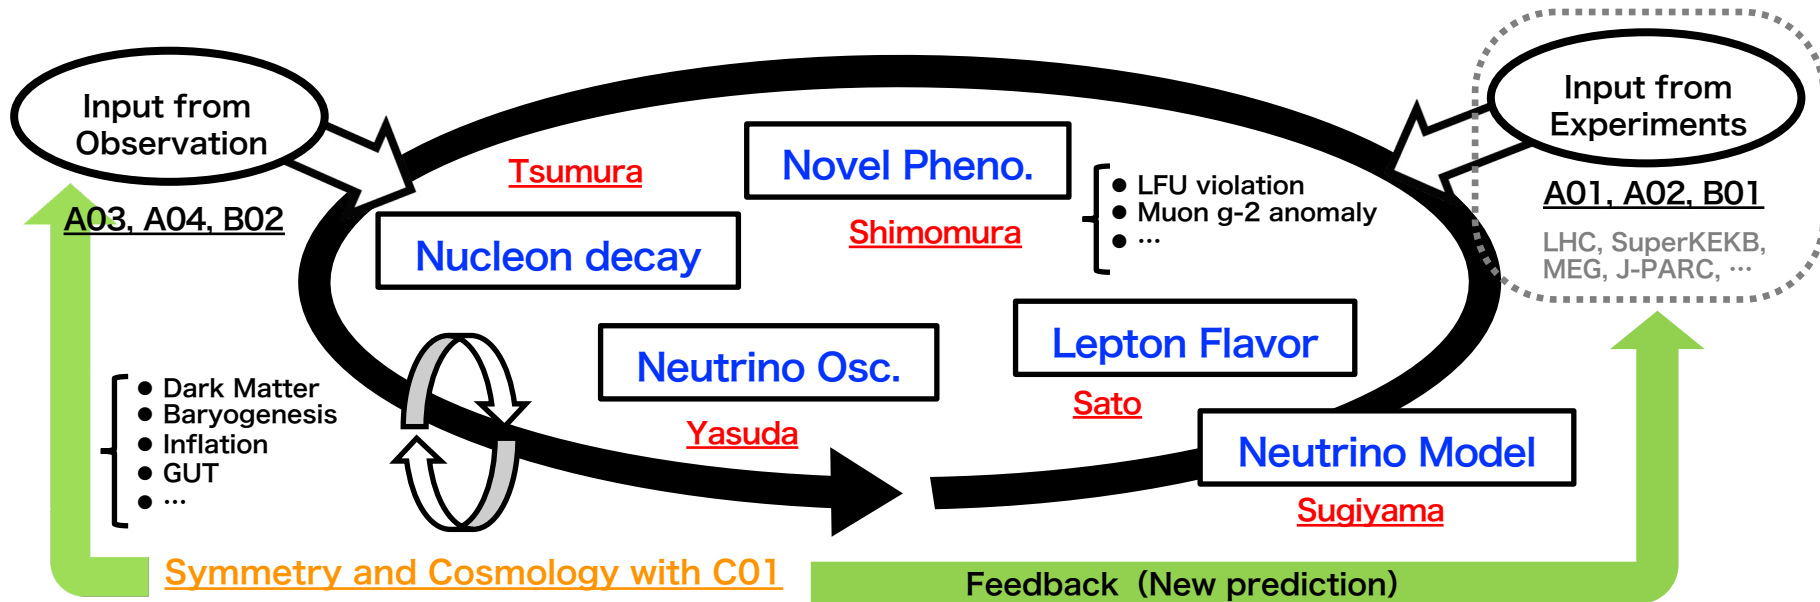 Input from
Observation
A03, A04, B02
Tsumura
Nucleon decay
Novel Pheno.
Shimomura
● LFU violation
● Muon g-2 anomaly
● …
Input from
Experiments
A01, A02, B01
LHC, SuperKEKB,
MEG, J-PARC, …
Neutrino Osc.
Yasuda
Lepton Flavor
Sato
Neutrino Model
Sugiyama
● Dark Matter
● Baryogenesis
● Inflation
● GUT
● …
Symmetry and Cosmology with C01
Feedback（New prediction）